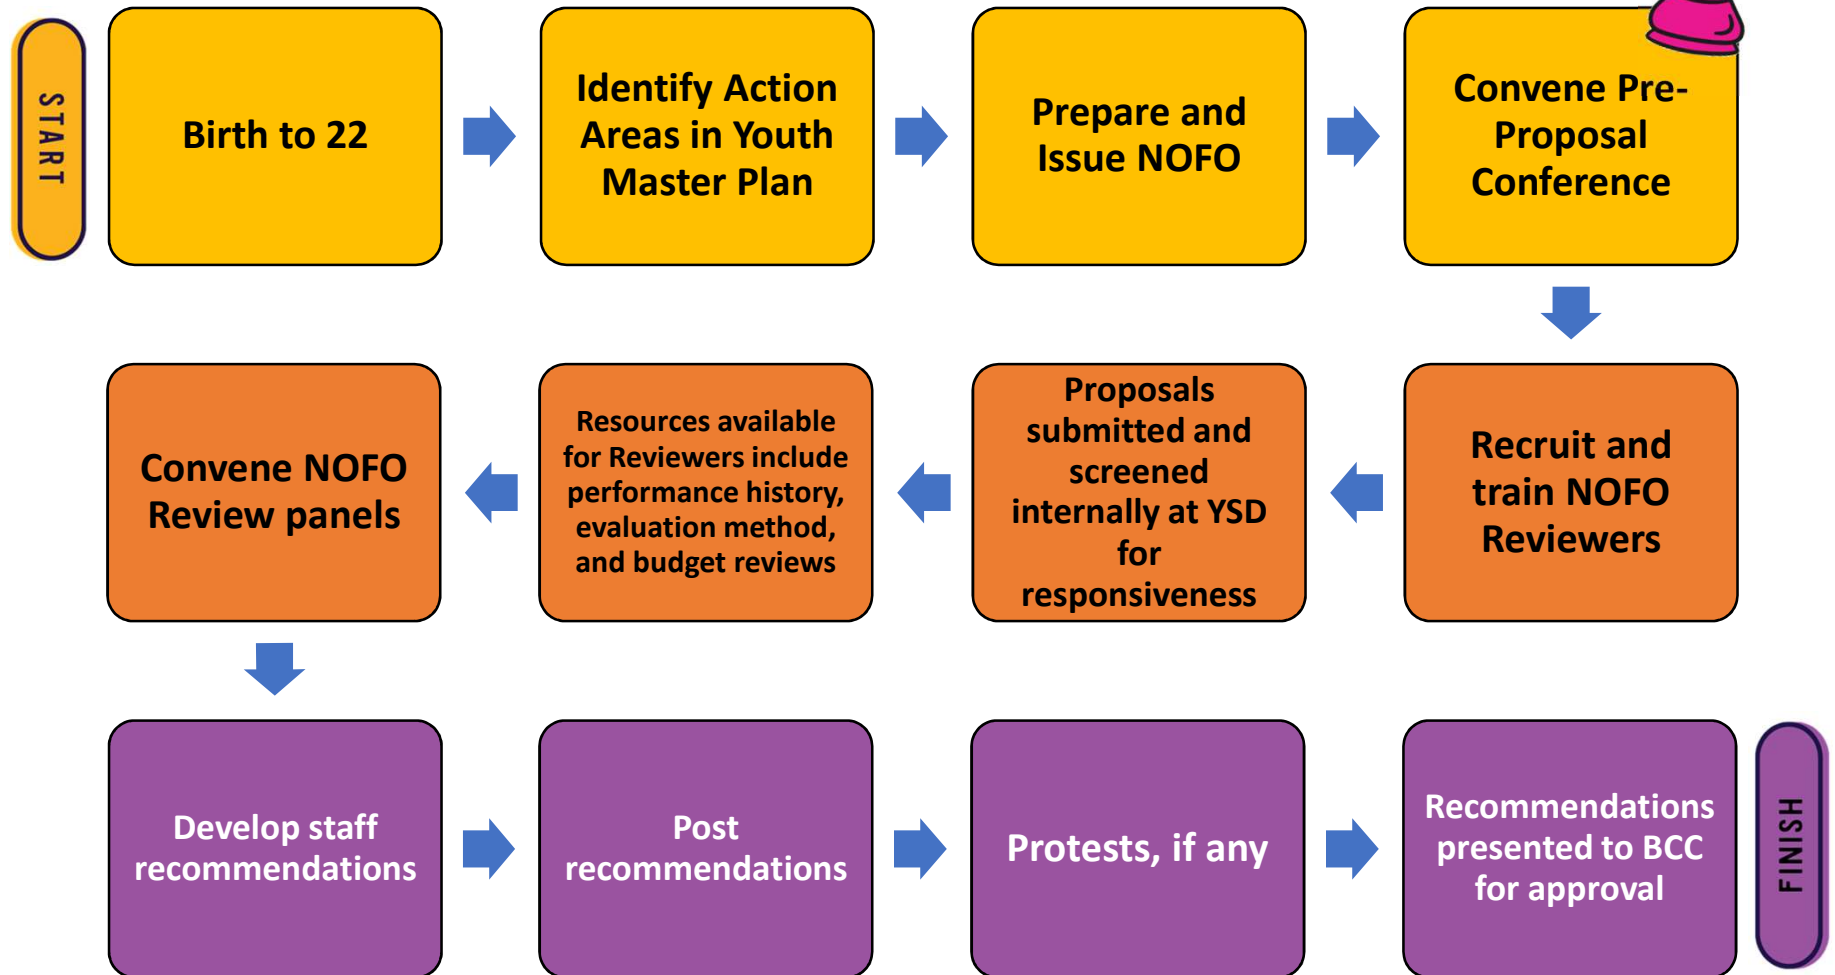 START
Birth to 22
Identify Action
Areas in Youth
Master Plan
Prepare and
Issue NOFO
Convene Pre-
Proposal
Conference
Recruit and
train NOFO
Reviewers
Proposals
submitted and
screened
internally at YSD
for
responsiveness
Resources available
for Reviewers include
performance history,
evaluation method,
and budget reviews
Convene NOFO
Review panels
Develop staff
recommendations
Post
recommendations
Protests, if any
Recommendations
presented to BCC
for approval
FINISH